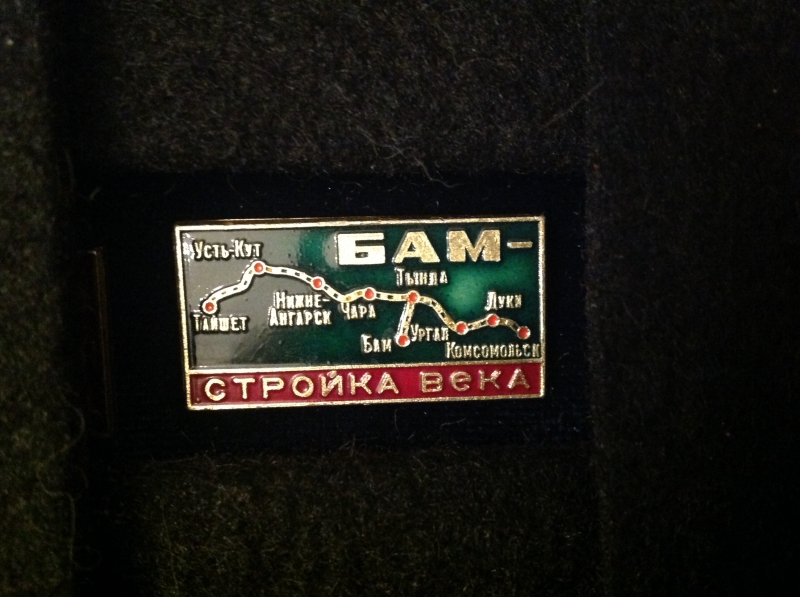 БАМ-
Усть-Кут
Тында
Нижне-
Ангарск
Чара
Луки
Тайшет
Бам
Ургал
Комсомольск
СТРОЙКА ВЕКА